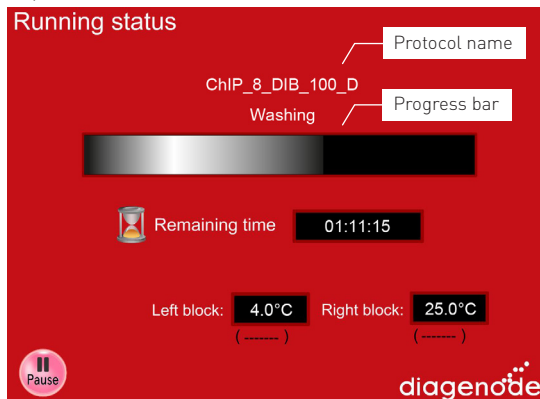 Running status
Protocol name
ChIP_8_DIB_100_D
Progress bar
Washing
Remaining time 01:11:15
Left block: 4.0°C Right block: 25.0°C
( ------- ) ( ------- )
Pause
diagenode